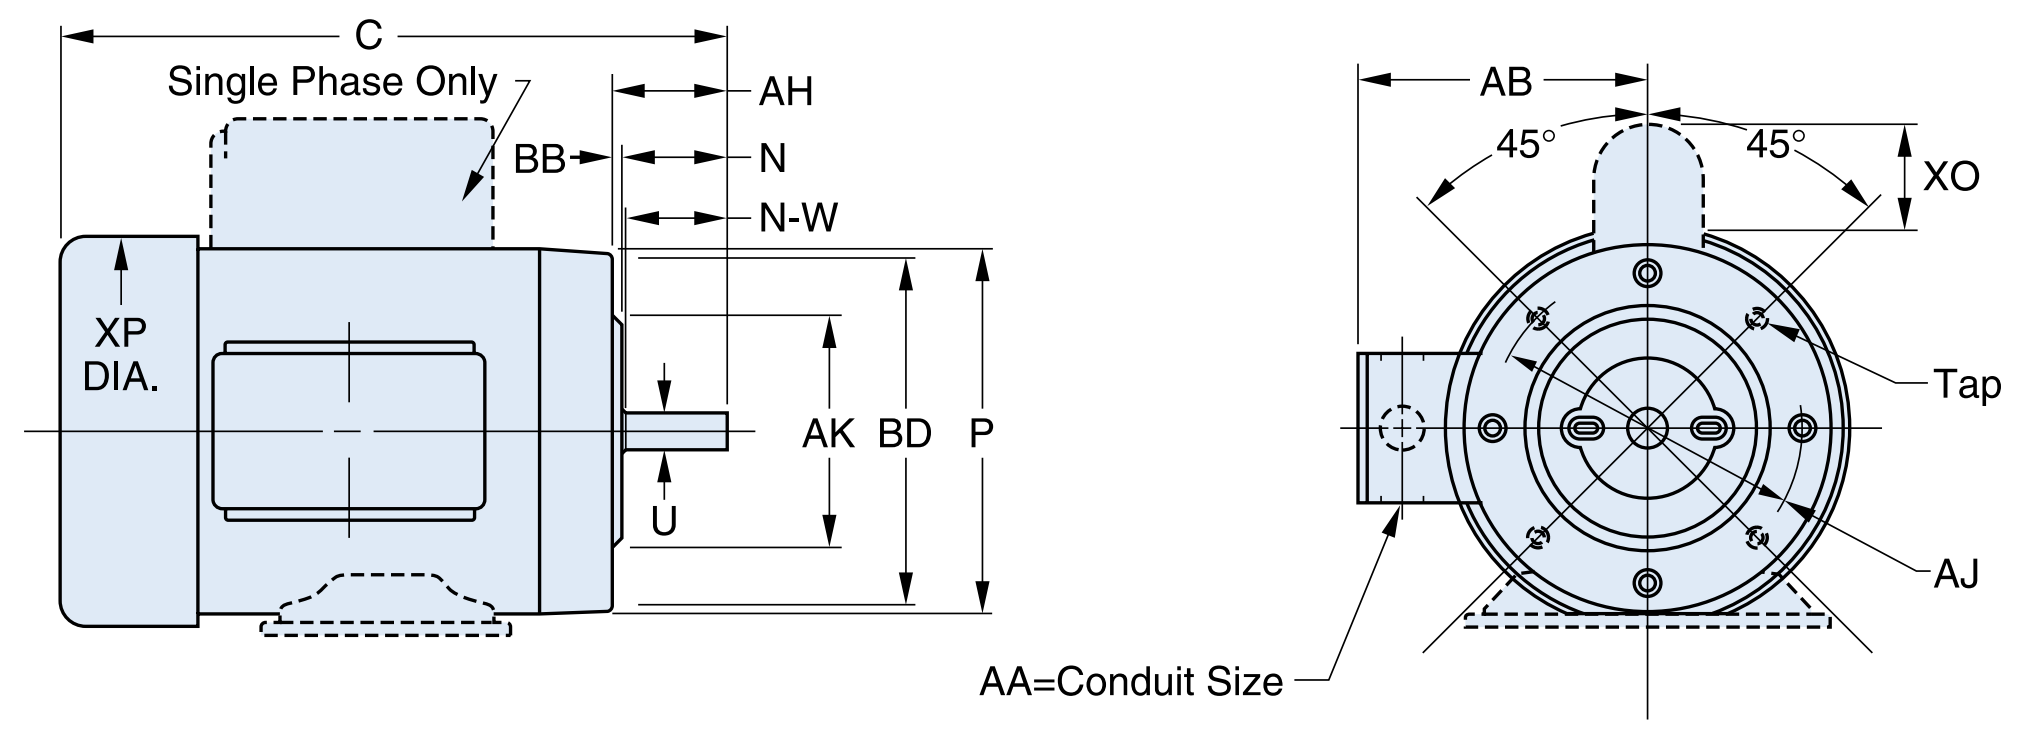 C
Single Phase Only
AH
BB
N
N-W
XP
DIA.
AK
BD
P
U
AB
45°
45°
XO
Tap
AJ
AA=Conduit Size